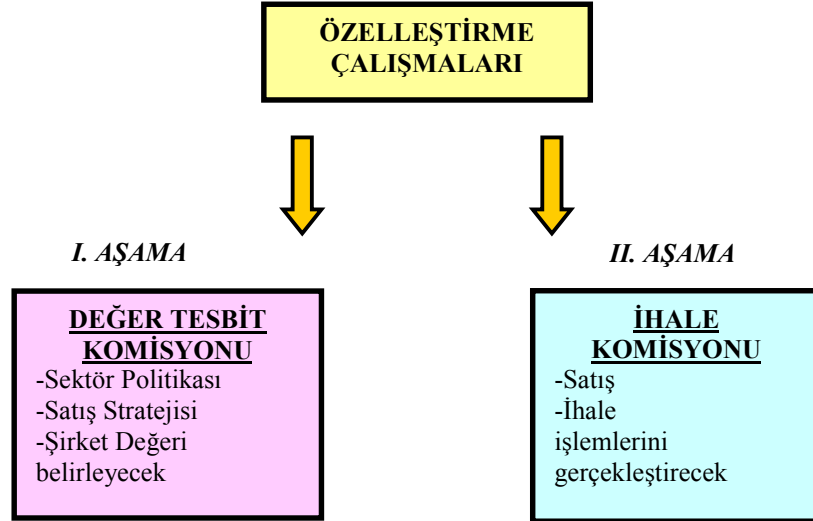 ÖZELLEŞTİRME
ÇALIŞMALARI
I. AŞAMA
DEĞER TESBİT
KOMİSYONU
-Sektör Politikası
-Satış Stratejisi
-Şirket Değeri
belirleyecek
II. AŞAMA
İHALE
KOMİSYONU
-Satış
-İhale
işlemlerini
gerçekleştirecek